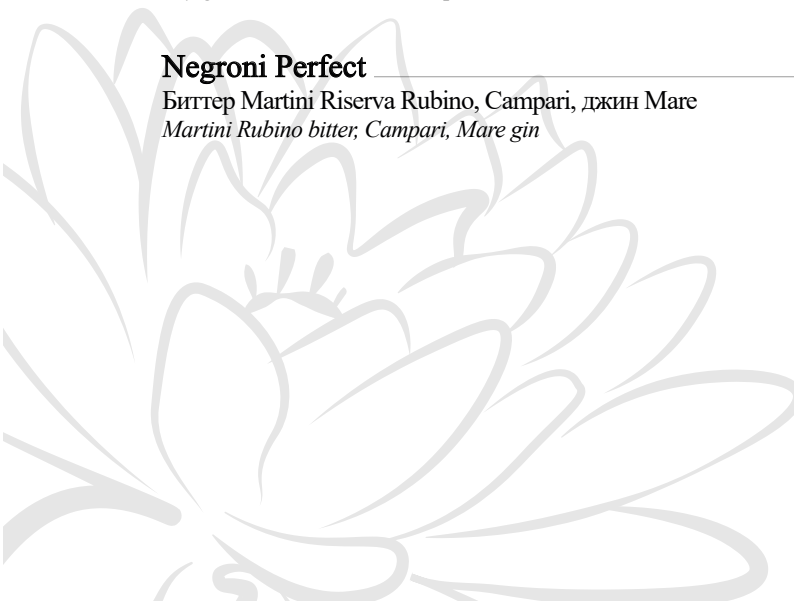 Negroni Perfect
Биттер Martini Riserva Rubino, Campari, джин Mare
Martini Rubino bitter, Campari, Mare gin